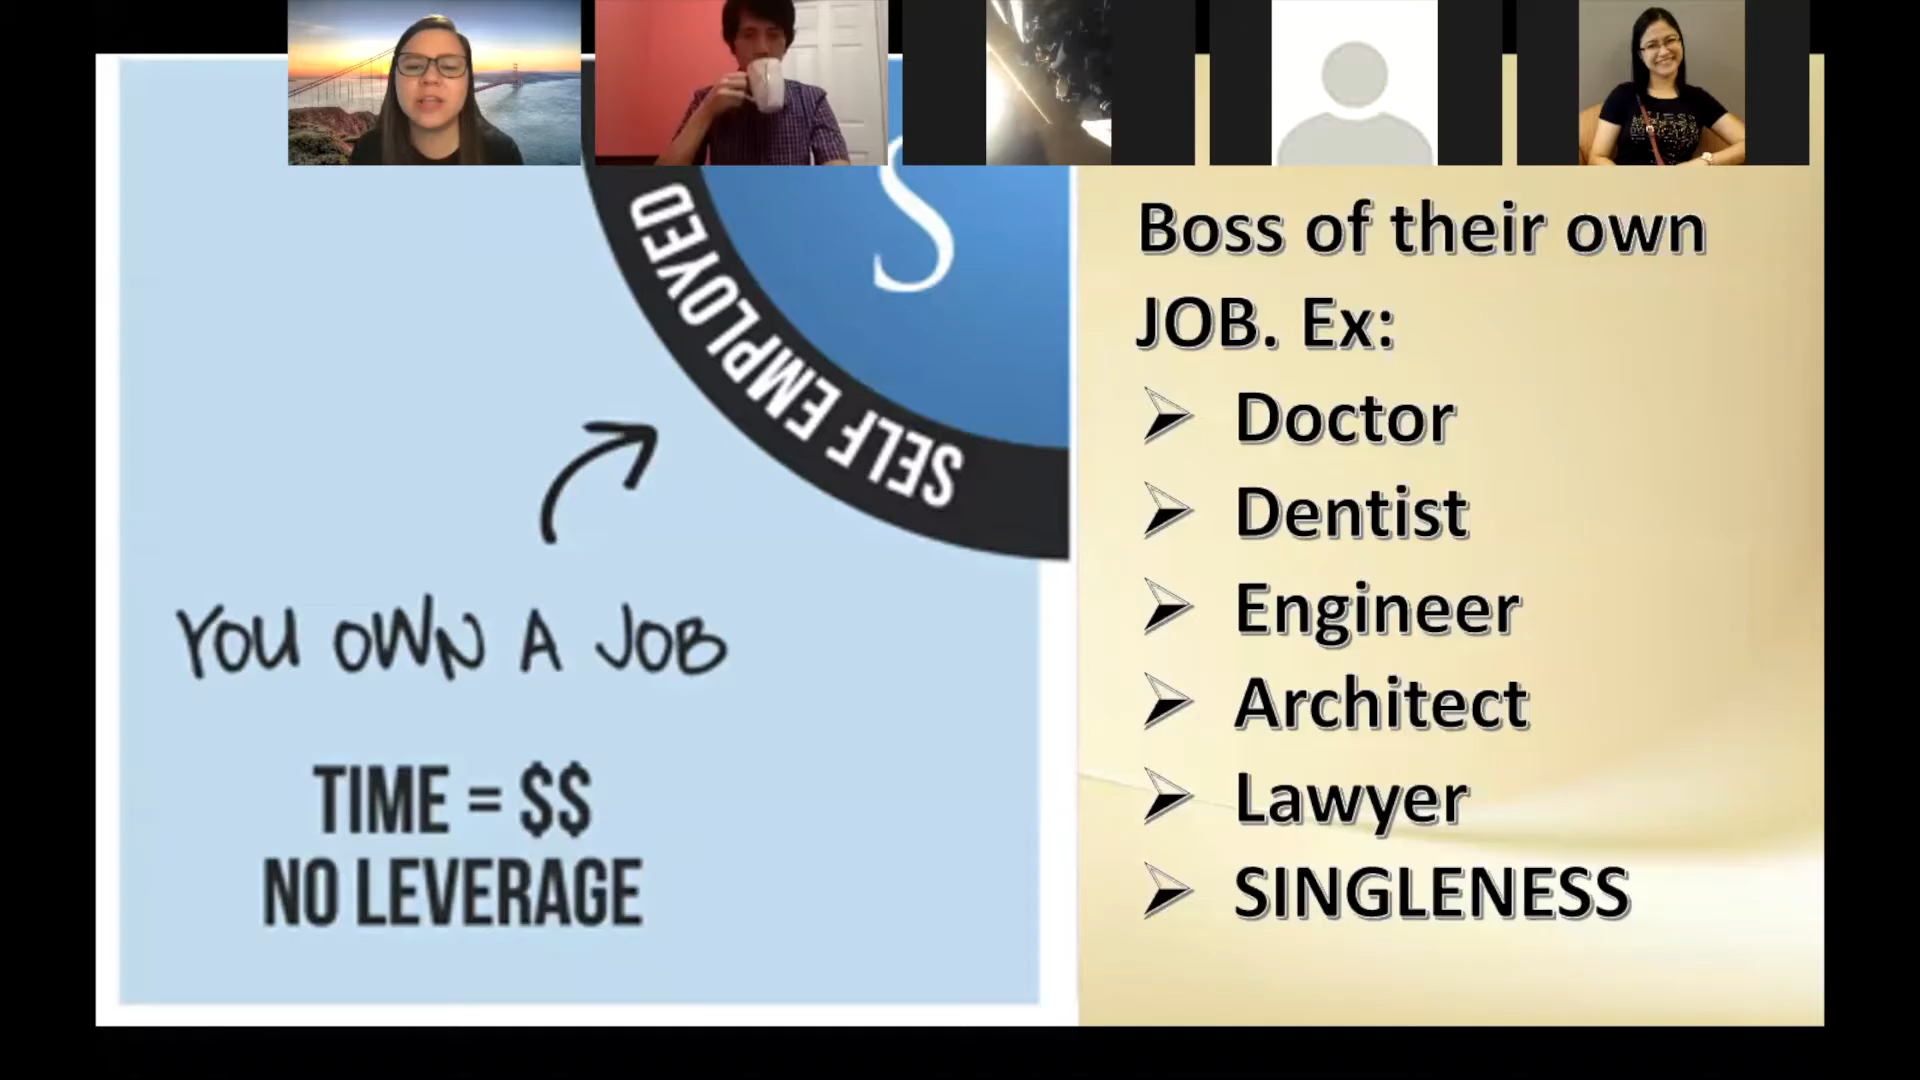 S
SELF EMPLOYED
YOU OWN A JOB
TIME = $$
NO LEVERAGE
Boss of their own
JOB. Ex:
➢ Doctor
➢ Dentist
➢ Engineer
➢ Architect
➢ Lawyer
➢ SINGLENESS